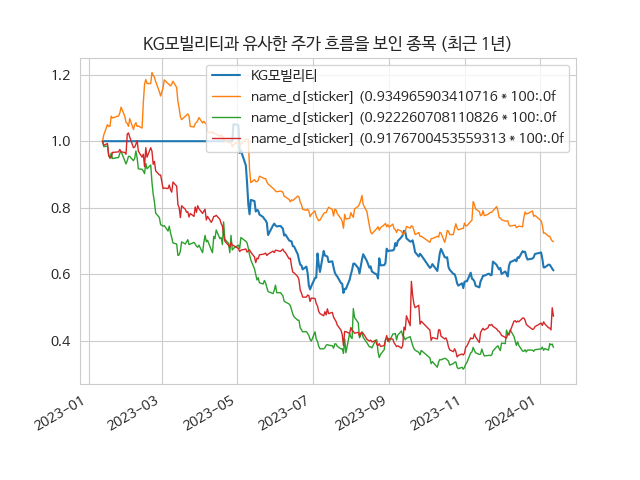 KG모빌리티과 유사한 주가 흐름을 보인 종목 (최근 1년)
KG모빌리티
name_d[sticker] (0.934965903410716 * 100:.0f
name_d[sticker] (0.922260708110826 * 100:.0f
name_d[sticker] (0.9176700453559313 * 100:.0f
1.2
1.0
0.8
0.6
0.4
2023-01
2023-03
2023-05
2023-07
2023-09
2023-11
2024-01